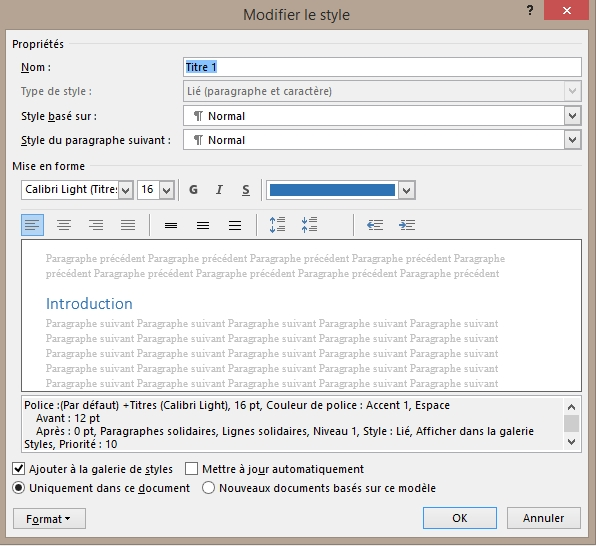 Modifier le style
?
Propriétés
Nom :
Titre 1
Type de style :
Lié (paragraphe et caractère)
Style basé sur :
¶ Normal
Style du paragraphe suivant :
¶ Normal
Mise en forme
Calibri Light (Titres
16
G I S
Paragraphe précédent Paragraphe précédent Paragraphe précédent Paragraphe précédent Paragraphe
précédent Paragraphe précédent Paragraphe précédent Paragraphe précédent Paragraphe précédent
Introduction
Paragraphe suivant Paragraphe suivant Paragraphe suivant Paragraphe suivant Paragraphe suivant
Paragraphe suivant Paragraphe suivant Paragraphe suivant Paragraphe suivant Paragraphe suivant
Paragraphe suivant Paragraphe suivant Paragraphe suivant Paragraphe suivant Paragraphe suivant
Paragraphe suivant Paragraphe suivant Paragraphe suivant Paragraphe suivant Paragraphe suivant
Paragraphe suivant Paragraphe suivant Paragraphe suivant Paragraphe suivant Paragraphe suivant
Police :(Par défaut) +Titres (Calibri Light), 16 pt, Couleur de police : Accent 1, Espace
Avant : 12 pt
Après : 0 pt, Paragraphes solidaires, Lignes solidaires, Niveau 1, Style : Lié, Afficher dans la galerie
Styles, Priorité : 10
Ajouter à la galerie de styles
Mettre à jour automatiquement
Uniquement dans ce document
Nouveaux documents basés sur ce modèle
Format
OK
Annuler